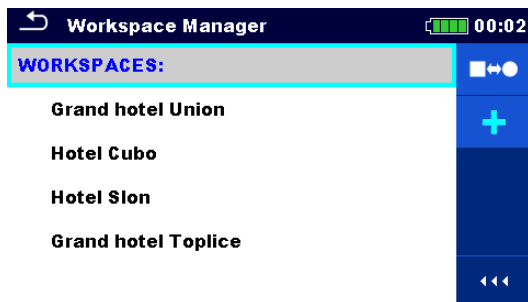 Workspace Manager 00:02
WORKSPACES:
Grand hotel Union
Hotel Cubo
Hotel Slon
Grand hotel Toplice